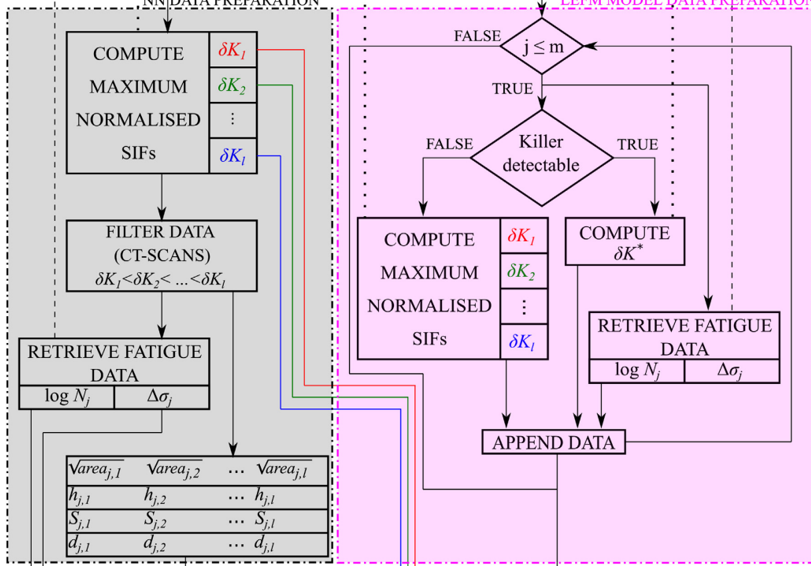 NN DATA PREPARATION
COMPUTE
MAXIMUM
NORMALISED
SIFs
δK₁
δK₂
⋮
δKₗ
FILTER DATA
(CT-SCANS)
δK₁<δK₂< ...<δKₗ
RETRIEVE FATIGUE
DATA
log Nⱼ Δσⱼ
√areaⱼ,₁ √areaⱼ,₂ ... √areaⱼ,ₗ
hⱼ,₁ hⱼ,₂ ... hⱼ,ₗ
Sⱼ,₁ Sⱼ,₂ ... Sⱼ,ₗ
dⱼ,₁ dⱼ,₂ ... dⱼ,ₗ
LEFM MODEL DATA PREPARATION
FALSE
j ≤ m
TRUE
FALSE
Killer
detectable
TRUE
COMPUTE
MAXIMUM
NORMALISED
SIFs
δK₁
δK₂
⋮
δKₗ
COMPUTE
δK*
RETRIEVE FATIGUE
DATA
log Nⱼ Δσⱼ
APPEND DATA